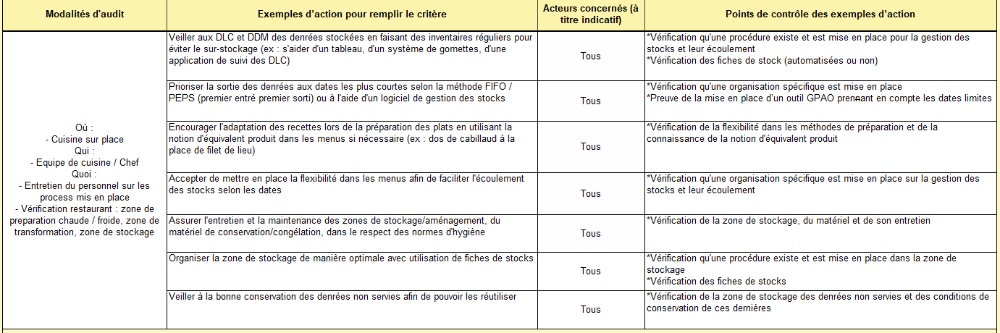 Modalités d'audit
Exemples d'action pour remplir le critère
Acteurs concernés (à
titre indicatif)
Points de contrôle des exemples d'action
Où :
- Cuisine sur place
Qui :
- Equipe de cuisine / Chef
Quoi :
- Entretien du personnel sur les
process mis en place
- Vérification restaurant : zone de
preparation chaude / froide, zone de
transformation, zone de stockage
Veiller aux DLC et DDM des denrées stockées en faisant des inventaires réguliers pour
éviter le sur-stockage (ex : s'aider d'un tableau, d'un système de gomettes, d'une
application de suivi des DLC)
Tous
*Vérification qu'une procédure existe et est mise en place pour la gestion des
stocks et leur écoulement
*Vérification des fiches de stock (automatisées ou non)
Prioriser la sortie des denrées aux dates les plus courtes selon la méthode FIFO /
PEPS (premier entré premier sorti) ou à l'aide d'un logiciel de gestion des stocks
Tous
*Vérification qu'une organisation spécifique est mise en place
*Preuve de la mise en place d'un outil GPAO prennant en compte les dates limites
Encourager l'adaptation des recettes lors de la préparation des plats en utilisant la
notion d'équivalent produit dans les menus si nécessaire (ex : dos de cabillaud à la
place de filet de lieu)
Tous
*Vérification de la flexibilité dans les méthodes de préparation et de la
connaissance de la notion d'équivalent produit
Accepter de mettre en place la flexibilité dans les menus afin de faciliter l'écoulement
des stocks selon les dates
Tous
*Vérification qu'une organisation spécifique est mise en place sur la gestion des
stocks et leur écoulement
Assurer l'entretien et la maintenance des zones de stockage/aménagement, du
matériel de conservation/congélation, dans le respect des normes d'hygiène
Tous
*Vérification de la zone de stockage, du matériel et de son entretien
Organiser la zone de stockage de manière optimale avec utilisation de fiches de stocks
Tous
*Vérification qu'une procédure existe et est mise en place dans la zone de
stockage
*Vérification des fiches de stocks
Veiller à la bonne conservation des denrées non servies afin de pouvoir les réutiliser
Tous
*Vérification de la zone de stockage des denrées non servies et des conditions de
conservation de ces dernières